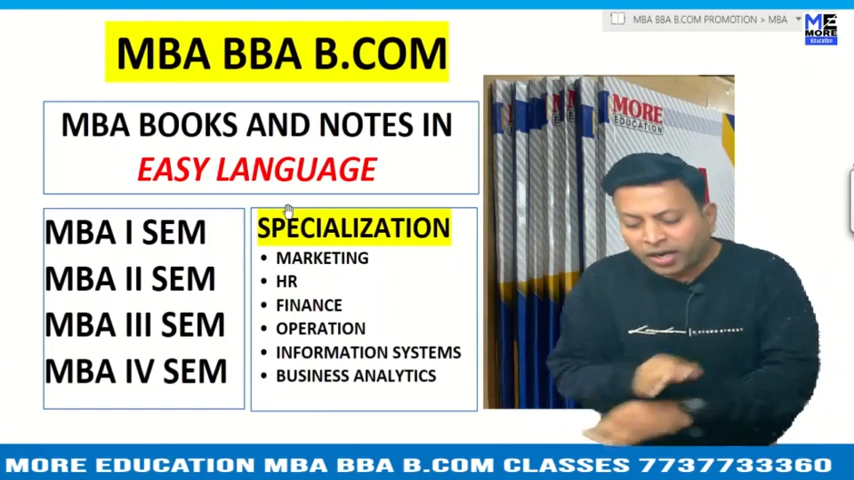 MBA BBA B.COM PROMOTION > MBA
ME
MORE
Education
MBA BBA B.COM
MBA BOOKS AND NOTES IN
EASY LANGUAGE
MORE
EDUCATION
MBA I SEM
MBA II SEM
MBA III SEM
MBA IV SEM
SPECIALIZATION
• MARKETING
• HR
• FINANCE
• OPERATION
• INFORMATION SYSTEMS
• BUSINESS ANALYTICS
MORE EDUCATION MBA BBA B.COM CLASSES 7737733360